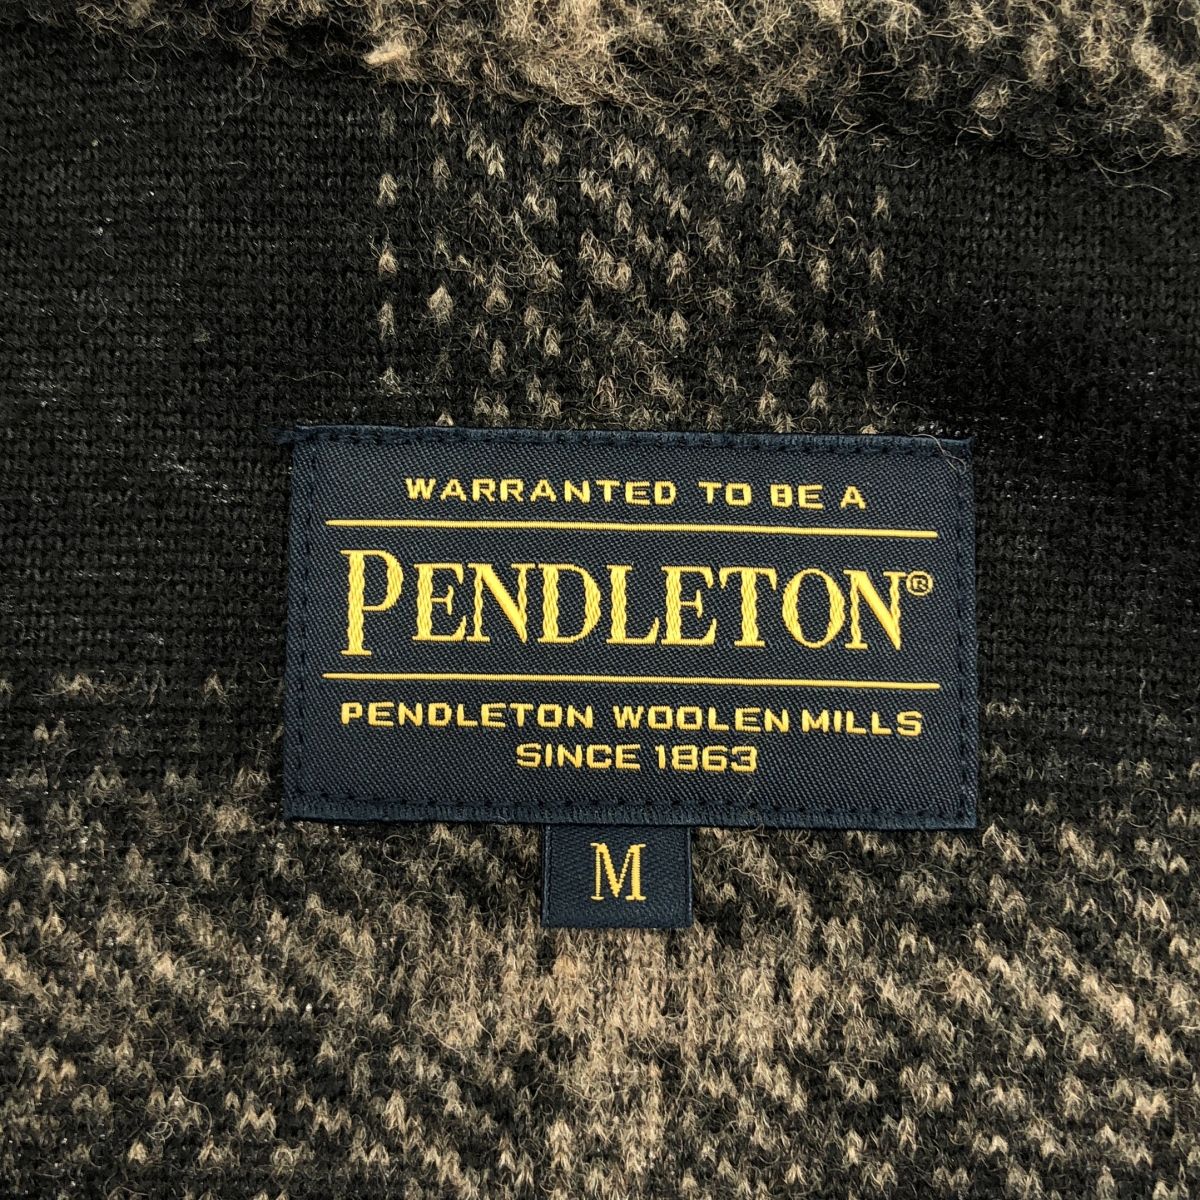 WARRANTED TO BE A
PENDLETON®
PENDLETON WOOLEN MILLS
SINCE 1863
M